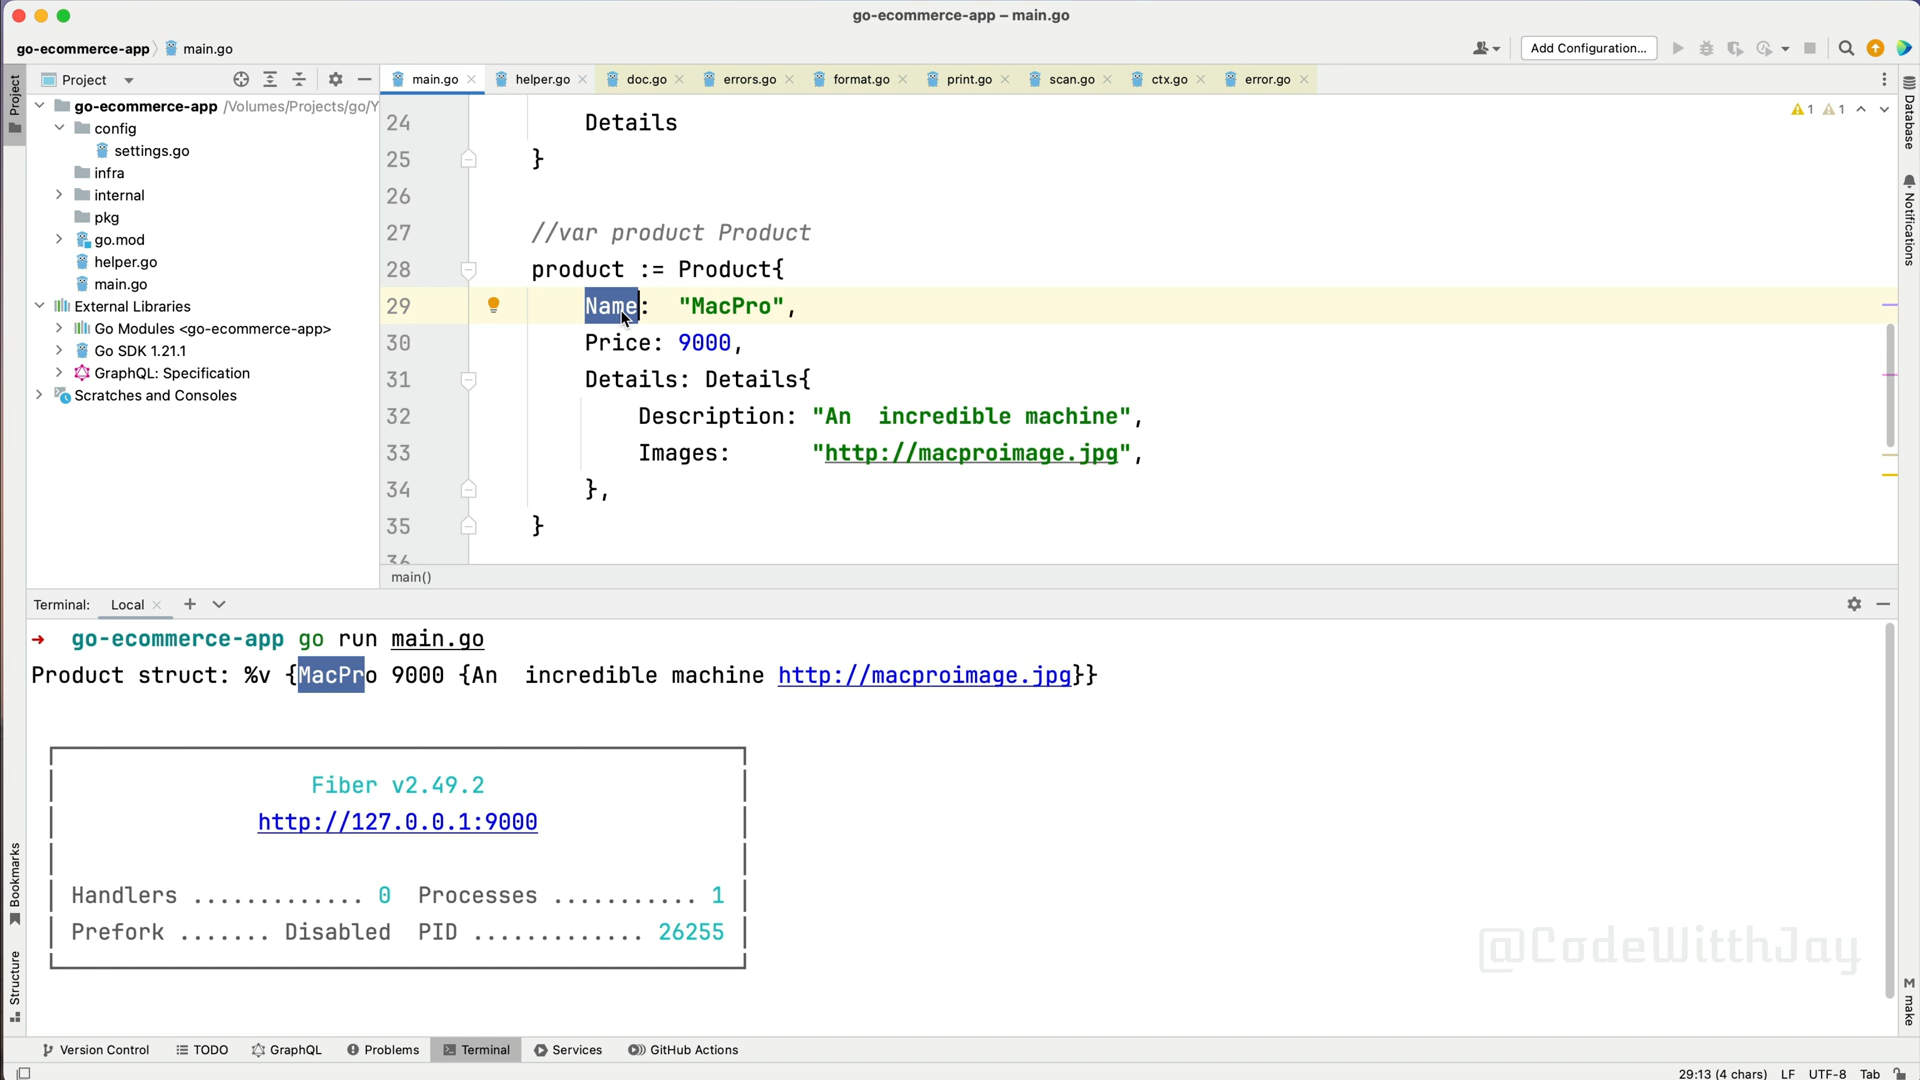 go-ecommerce-app – main.go
go-ecommerce-app main.go
Add Configuration...
Project
Project
main.go helper.go doc.go errors.go format.go print.go scan.go ctx.go error.go
go-ecommerce-app /Volumes/Projects/go/Y
config
settings.go
infra
internal
pkg
go.mod
helper.go
main.go
External Libraries
Go Modules <go-ecommerce-app>
Go SDK 1.21.1
GraphQL: Specification
Scratches and Consoles
1 1
24 Details
25 }
26
27 //var product Product
28 product := Product{
29 Name: "MacPro",
30 Price: 9000,
31 Details: Details{
32 Description: "An  incredible machine",
33 Images: "http://macproimage.jpg",
34 },
35 }
36
main()
Database
Notifications
Terminal: Local
→ go-ecommerce-app go run main.go
Product struct: %v {MacPro 9000 {An  incredible machine http://macproimage.jpg}}
Fiber v2.49.2
http://127.0.0.1:9000
Handlers ............. 0 Processes ........... 1
Prefork ....... Disabled PID ............. 26255
@CodeWitthJay
Bookmarks
Structure
M make
Version Control TODO GraphQL Problems Terminal Services GitHub Actions
29:13 (4 chars) LF UTF-8 Tab